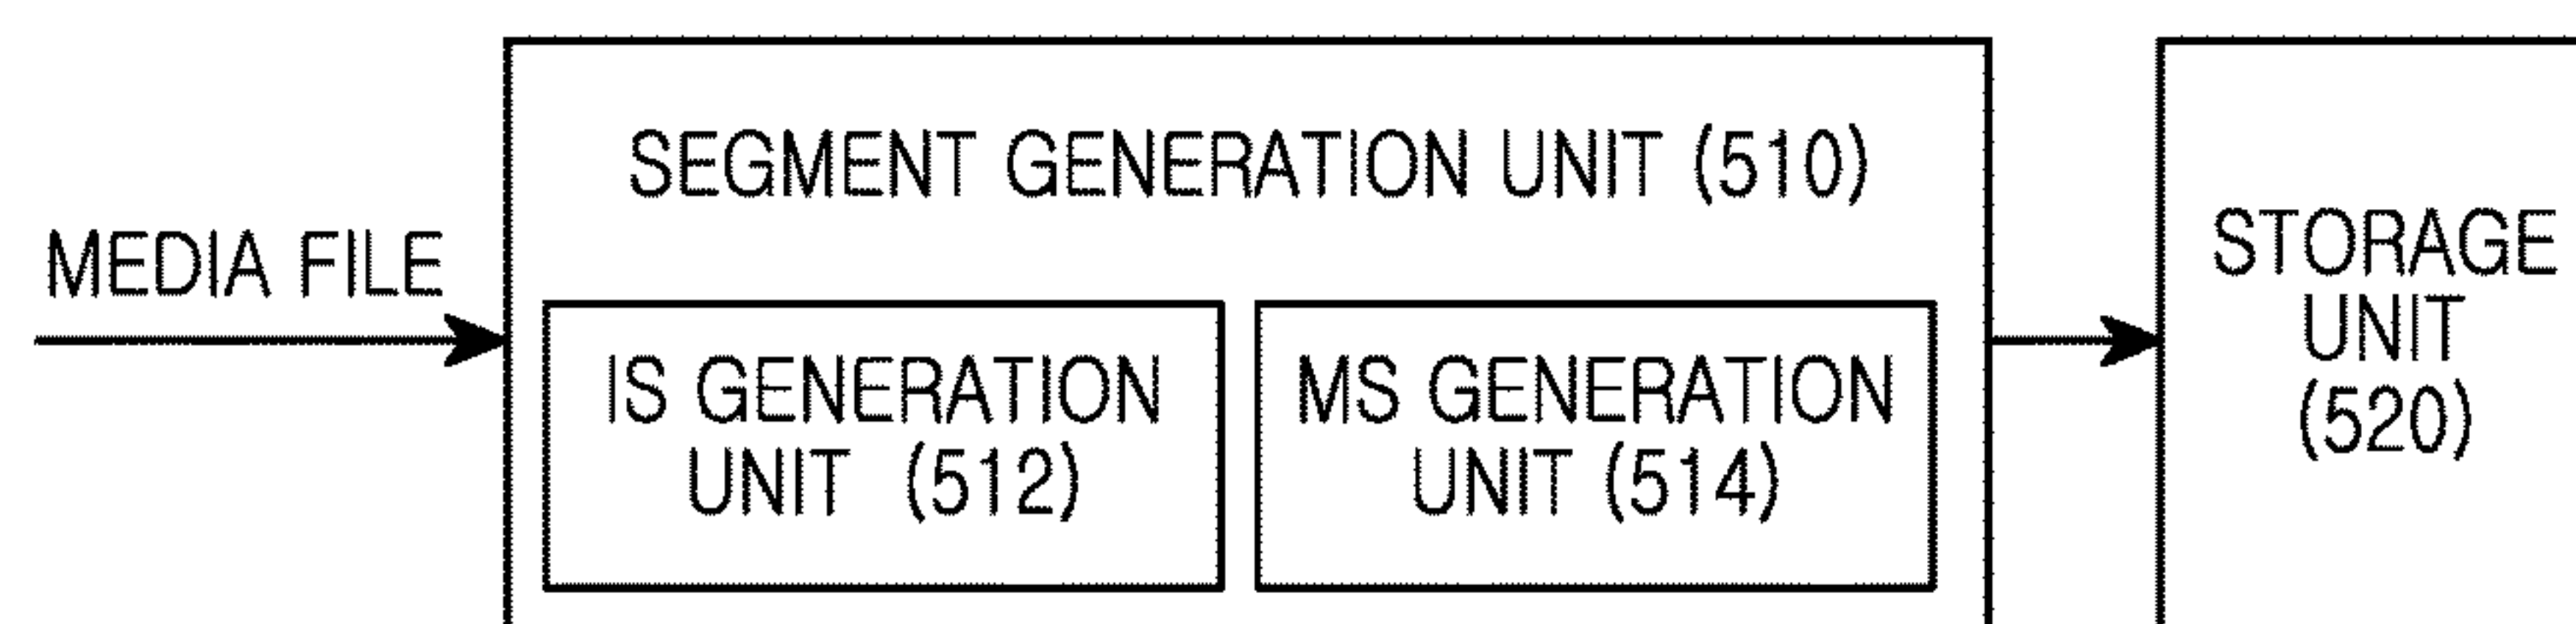 MEDIA FILE
SEGMENT GENERATION UNIT (510)
IS GENERATION
UNIT (512)
MS GENERATION
UNIT (514)
STORAGE
UNIT
(520)